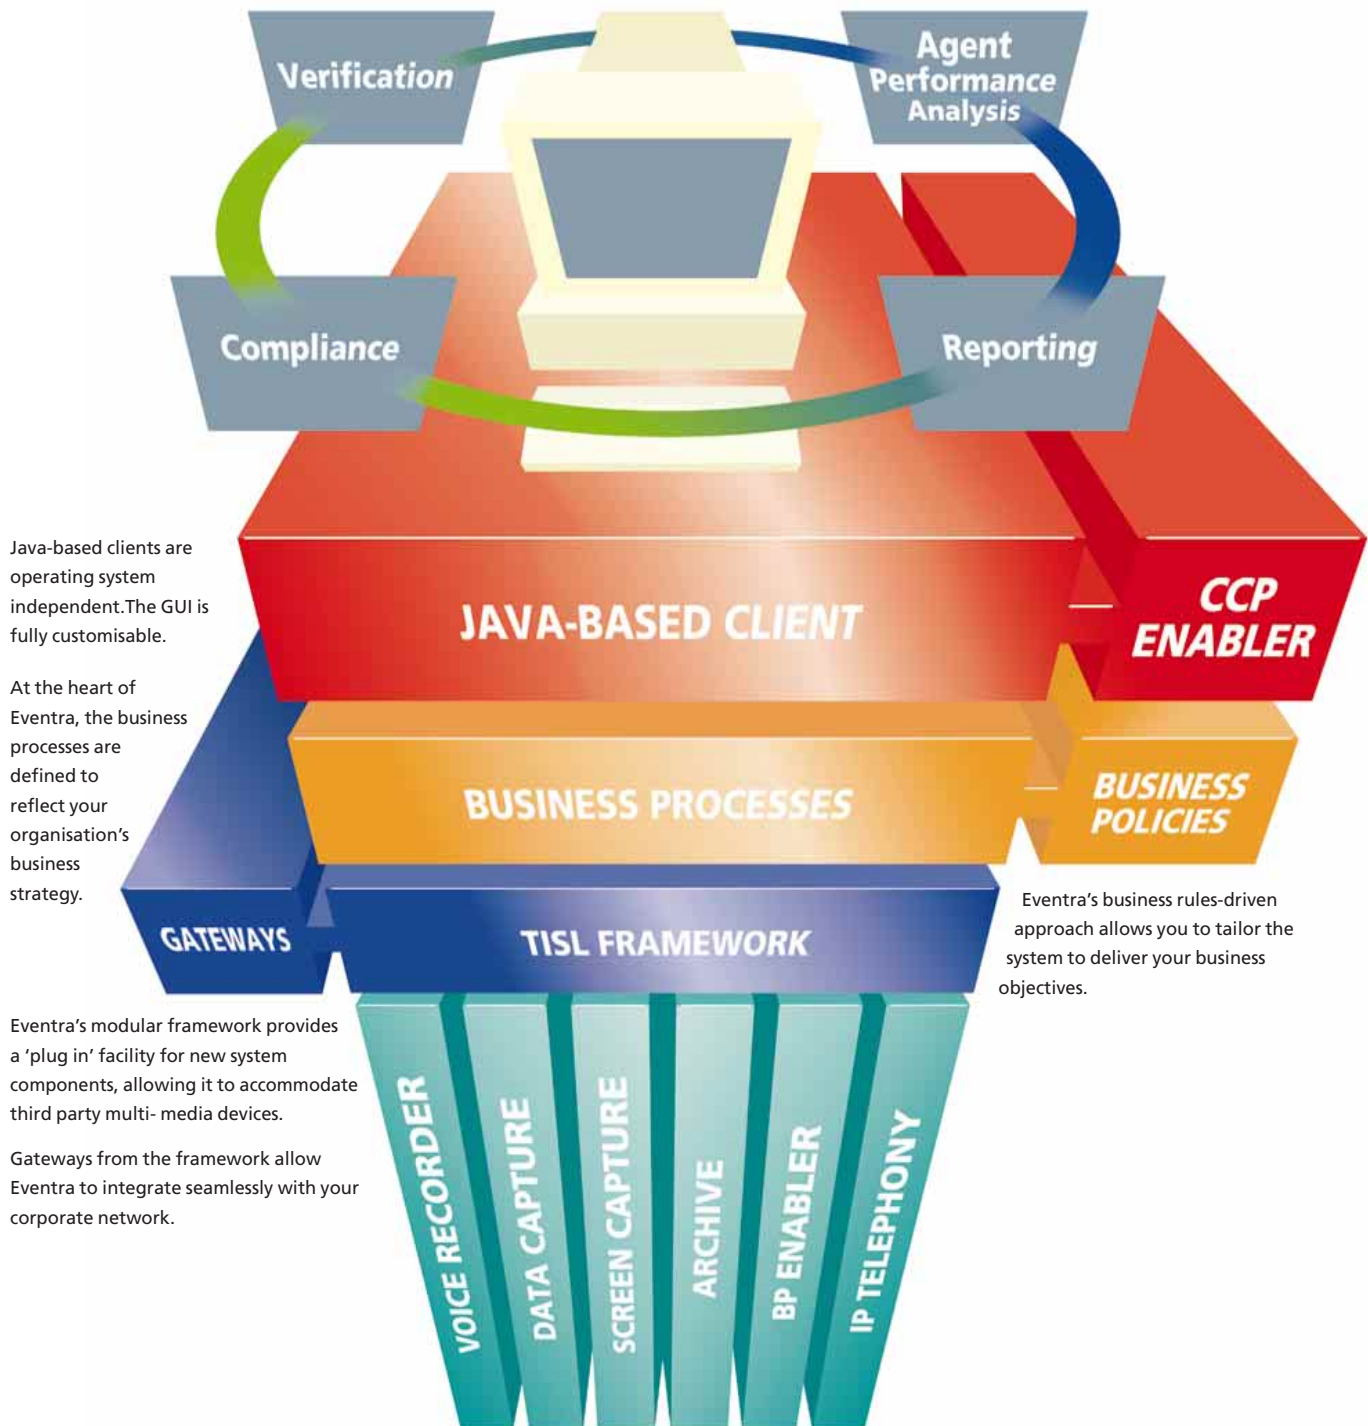 Verification
Agent
Performance
Analysis
Compliance
Reporting
Java-based clients are
operating system
independent.The GUI is
fully customisable.
JAVA-BASED CLIENT
CCP
ENABLER
At the heart of
Eventra, the business
processes are
defined to
reflect your
organisation’s
business
strategy.
BUSINESS PROCESSES
BUSINESS
POLICIES
GATEWAYS
TISL FRAMEWORK
Eventra’s business rules-driven
approach allows you to tailor the
system to deliver your business
objectives.
Eventra’s modular framework provides
a ‘plug in’ facility for new system
components, allowing it to accommodate
third party multi- media devices.
Gateways from the framework allow
Eventra to integrate seamlessly with your
corporate network.
VOICE RECORDER
DATA CAPTURE
SCREEN CAPTURE
ARCHIVE
BP ENABLER
IP TELEPHONY